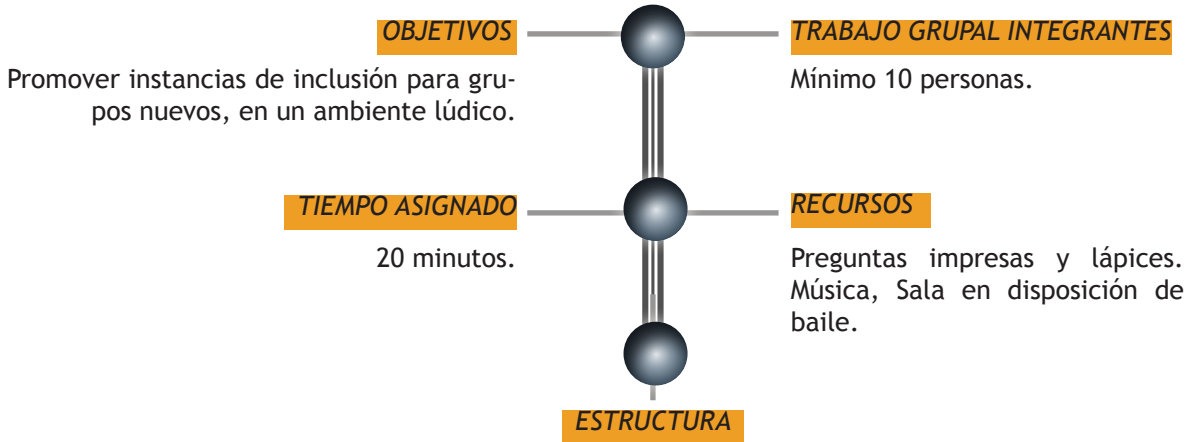 OBJETIVOS
Promover instancias de inclusión para gru-
pos nuevos, en un ambiente lúdico.
TRABAJO GRUPAL INTEGRANTES
Mínimo 10 personas.
TIEMPO ASIGNADO
20 minutos.
RECURSOS
Preguntas impresas y lápices.
Música, Sala en disposición de
baile.
ESTRUCTURA